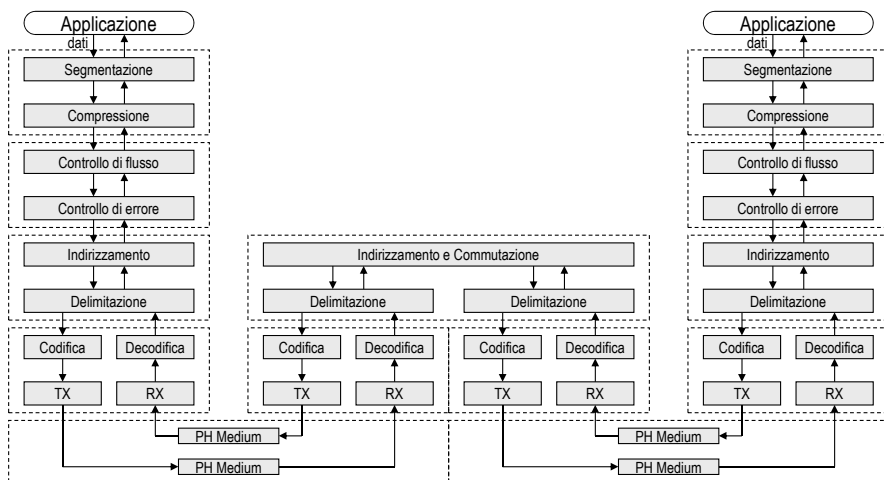 Applicazione
Applicazione
dati
dati
Segmentazione
Segmentazione
Compressione
Compressione
Controllo di flusso
Controllo di flusso
Controllo di errore
Controllo di errore
Indirizzamento
Indirizzamento e Commutazione
Indirizzamento
Delimitazione
Delimitazione
Delimitazione
Delimitazione
Codifica
Decodifica
Codifica
Decodifica
Codifica
Decodifica
Codifica
Decodifica
TX
RX
TX
RX
TX
RX
TX
RX
PH Medium
PH Medium
PH Medium
PH Medium